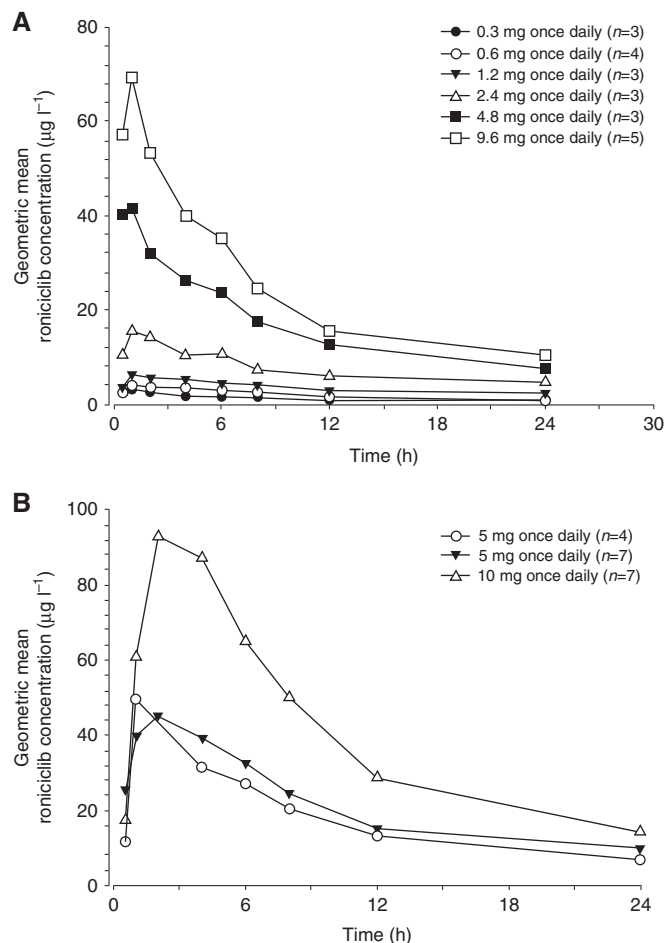 A
80
60
40
20
0
Geometric mean
roniciclib concentration (µg l⁻¹)
0.3 mg once daily (n=3)
0.6 mg once daily (n=4)
1.2 mg once daily (n=3)
2.4 mg once daily (n=3)
4.8 mg once daily (n=3)
9.6 mg once daily (n=5)
0 6 12 18 24 30
Time (h)
B
100
80
60
40
20
0
Geometric mean
roniciclib concentration (µg l⁻¹)
5 mg once daily (n=4)
5 mg once daily (n=7)
10 mg once daily (n=7)
0 6 12 18 24
Time (h)